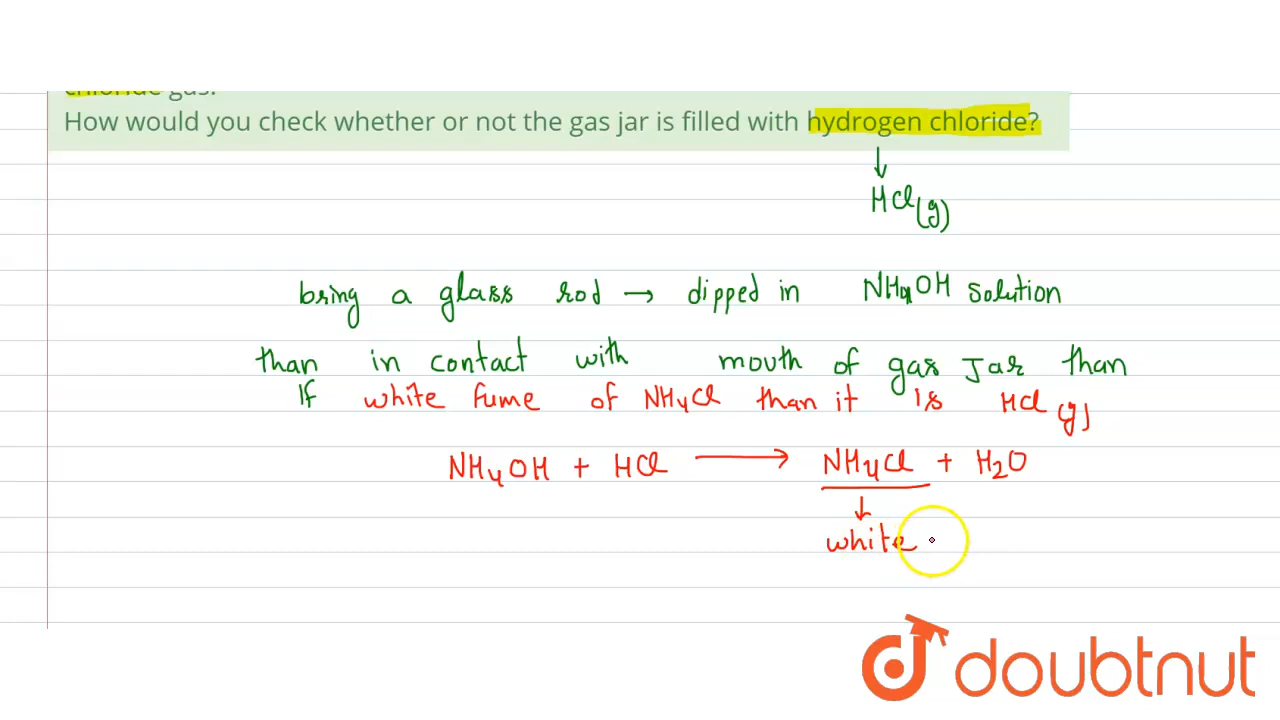 chloride gas.
How would you check whether or not the gas jar is filled with hydrogen chloride?
↓
HCl(g)
bring a glass rod → dipped in NH4OH solution
than in contact with mouth of gas Jar than
If white fume of NH4Cl than it is HCl (g)
NH4OH + HCl ⟶ NH4Cl + H2O
↓
white
doubtnut